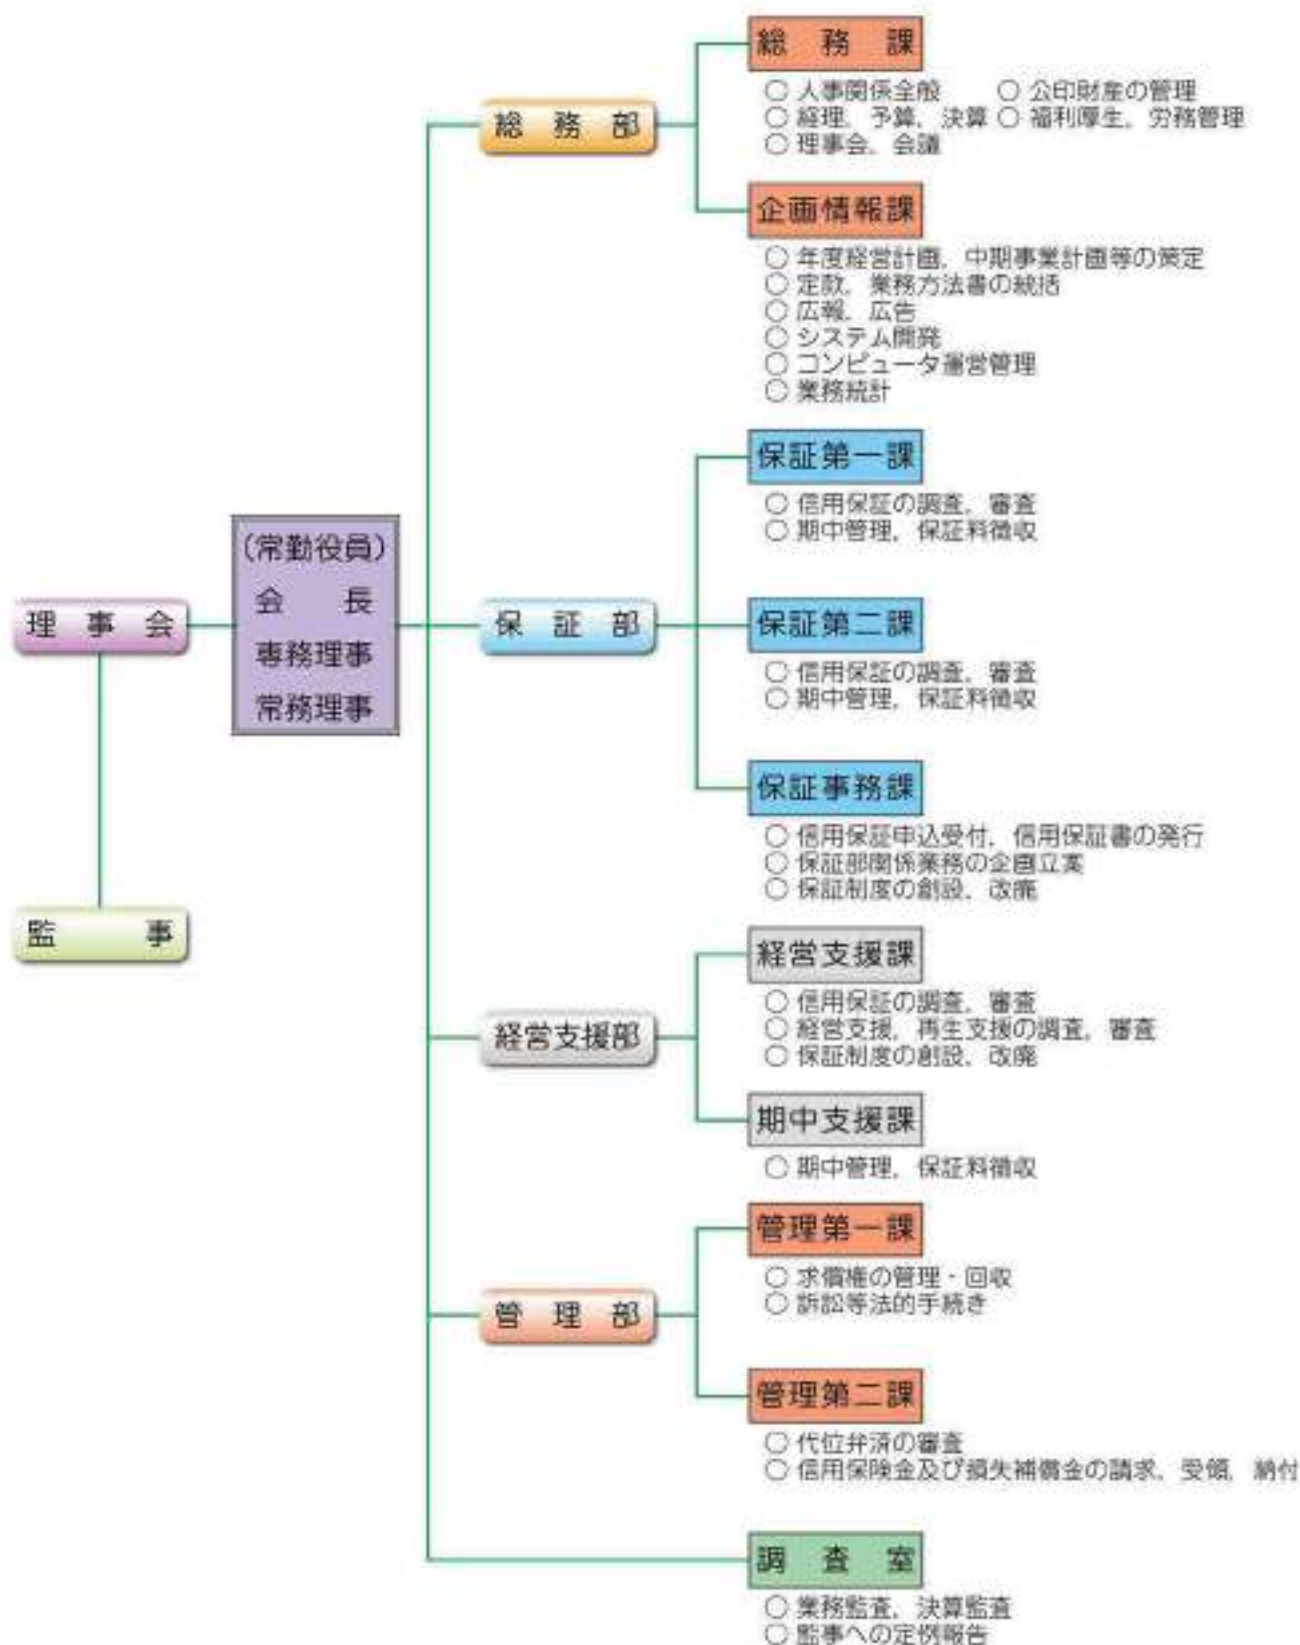 総務課
○ 人事関係全般 ○ 公印財産の管理
○ 経理，予算，決算 ○ 福利厚生，労務管理
○ 理事会，会議
総務部
企画情報課
○ 年度経営計画，中期事業計画等の策定
○ 定款，業務方法書の統括
○ 広報，広告
○ システム開発
○ コンピュータ運営管理
○ 業務統計
保証第一課
○ 信用保証の調査，審査
○ 期中管理，保証料徴収
理事会
（常勤役員）
会長
専務理事
常務理事
保証部
保証第二課
○ 信用保証の調査，審査
○ 期中管理，保証料徴収
保証事務課
○ 信用保証申込受付，信用保証書の発行
○ 保証部関係業務の企画立案
○ 保証制度の創設，改廃
監事
経営支援課
○ 信用保証の調査，審査
○ 経営支援，再生支援の調査，審査
○ 保証制度の創設，改廃
経営支援部
期中支援課
○ 期中管理，保証料徴収
管理第一課
○ 求償権の管理・回収
○ 訴訟等法的手続き
管理部
管理第二課
○ 代位弁済の審査
○ 信用保険金及び損失補償金の請求，受領，納付
調査室
○ 業務監査，決算監査
○ 監事への定例報告